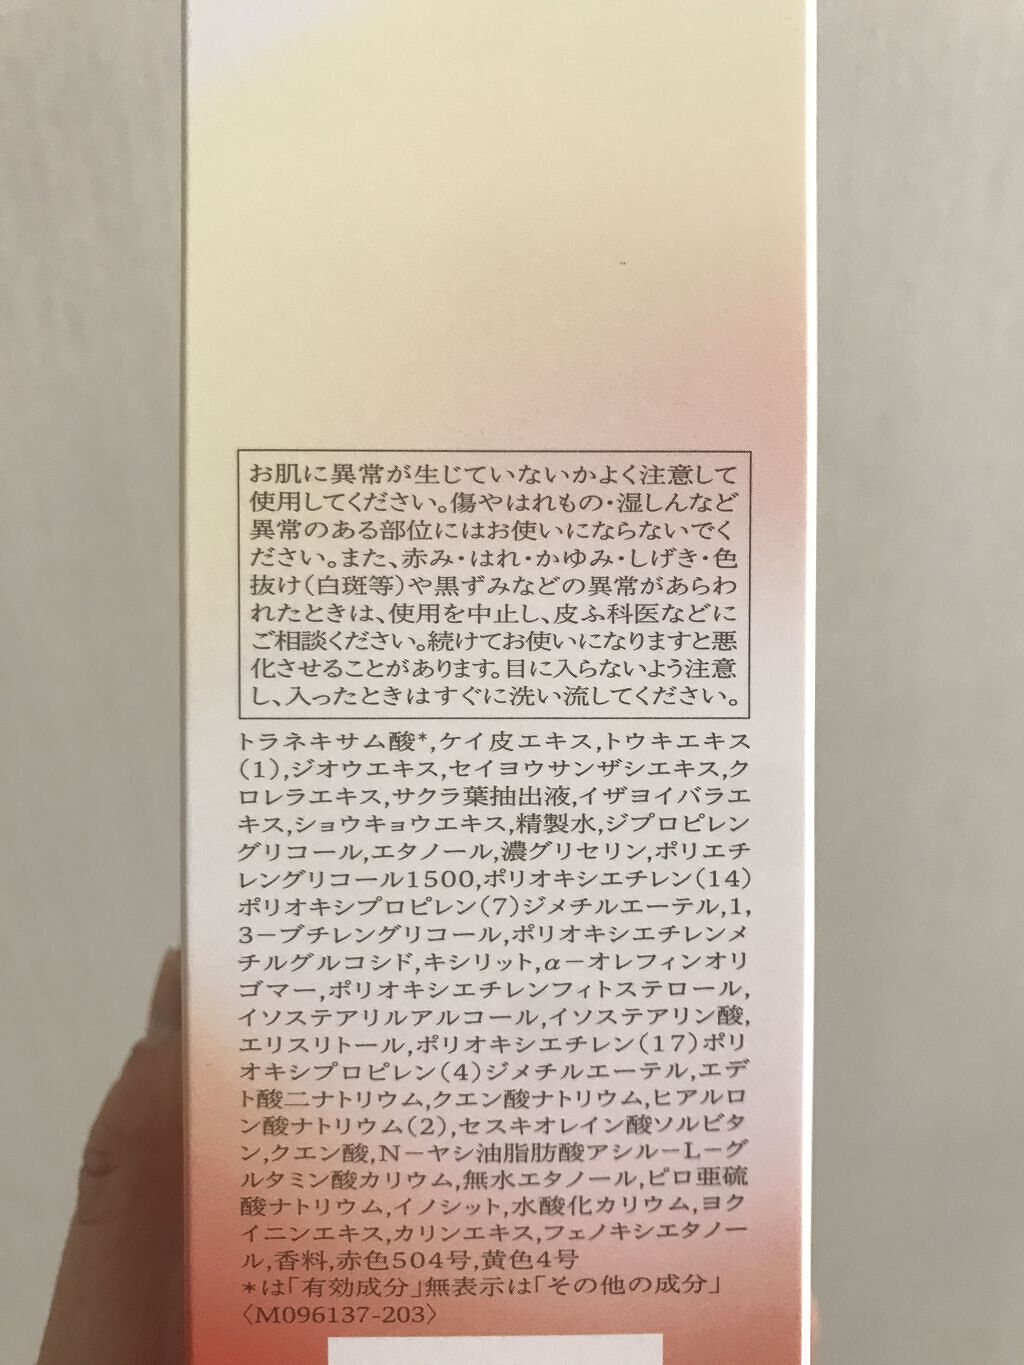 お肌に異常が生じていないかよく注意して
使用してください。傷やはれもの・湿しんなど
異常のある部位にはお使いにならないでく
ださい。また、赤み・はれ・かゆみ・しげき・色
抜け(白斑等)や黒ずみなどの異常があらわ
れたときは、使用を中止し、皮ふ科医などに
ご相談ください。続けてお使いになりますと悪
化させることがあります。目に入らないよう注意
し、入ったときはすぐに洗い流してください。
トラネキサム酸*,ケイ皮エキス,トウキエキス
(1),ジオウエキス,セイヨウサンザシエキス,ク
ロレラエキス,サクラ葉抽出液,イザヨイバラエ
キス,ショウキョウエキス,精製水,ジプロピレン
グリコール,エタノール,濃グリセリン,ポリエチ
レングリコール1500,ポリオキシエチレン(14)
ポリオキシプロピレン(7)ジメチルエーテル,1,
3-ブチレングリコール,ポリオキシエチレンメ
チルグルコシド,キシリット,α-オレフィンオリ
ゴマー,ポリオキシエチレンフィトステロール,
イソステアリルアルコール,イソステアリン酸,
エリスリトール,ポリオキシエチレン(17)ポリ
オキシプロピレン(4)ジメチルエーテル,エデ
ト酸二ナトリウム,クエン酸ナトリウム,ヒアルロ
ン酸ナトリウム(2),セスキオレイン酸ソルビタ
ン,クエン酸,N-ヤシ油脂肪酸アシル-L-グ
ルタミン酸カリウム,無水エタノール,ピロ亜硫
酸ナトリウム,イノシット,水酸化カリウム,ヨク
イニンエキス,カリンエキス,フェノキシエタノー
ル,香料,赤色504号,黄色4号
*は「有効成分」無表示は「その他の成分」
〈M096137-203〉